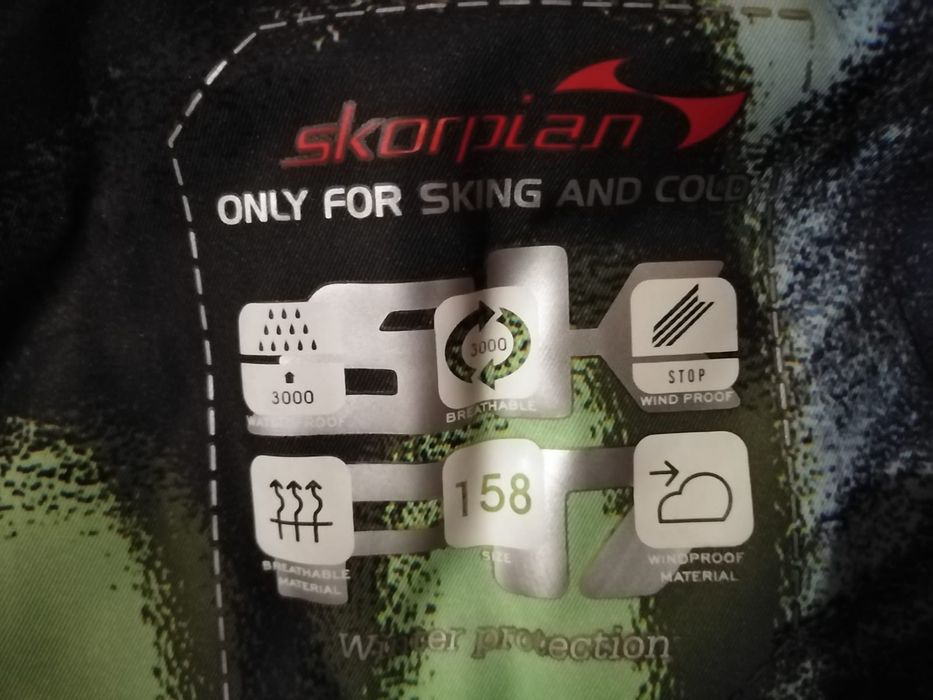 skorpian
ONLY FOR SKING AND COLD
3000
WATERPROOF
3000
BREATHABLE
STOP
WIND PROOF
BREATHABLE
MATERIAL
158
SIZE
WINDPROOF
MATERIAL
Winter protection